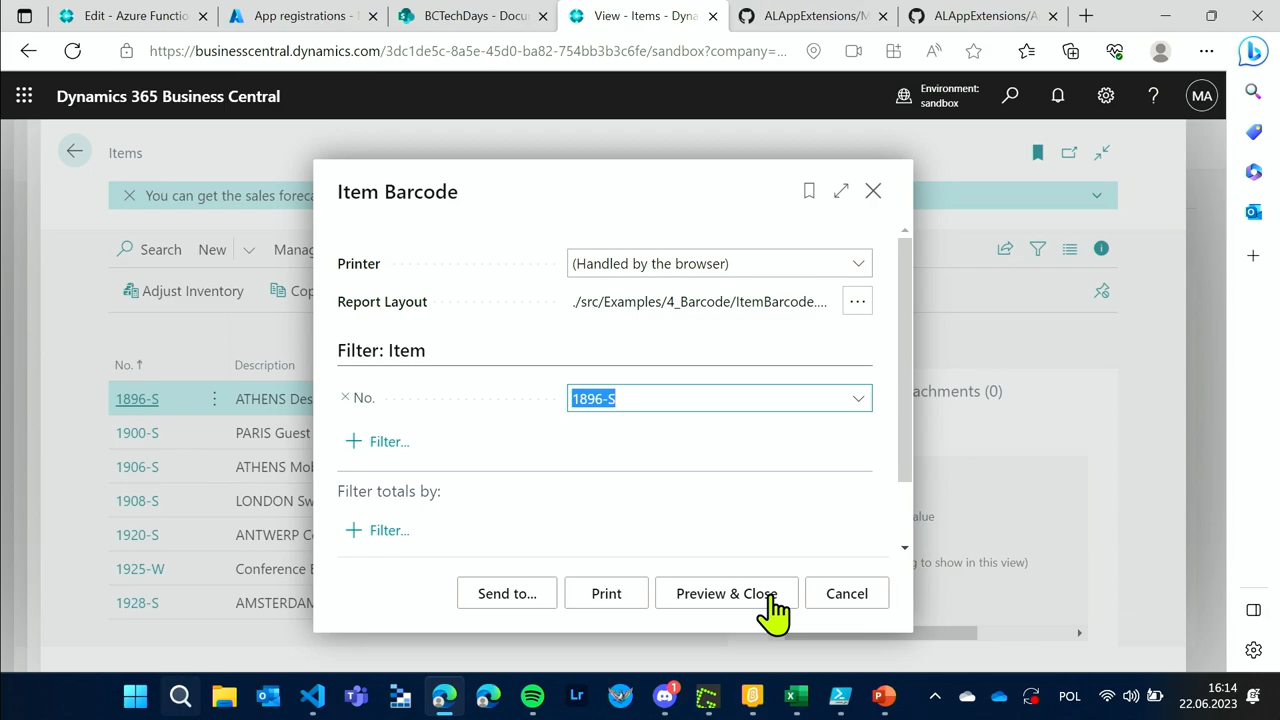 Edit - Azure Functio
App registrations -
BCTechDays - Docum
View - Items - Dyna
ALAppExtensions/M
ALAppExtensions/A
https://businesscentral.dynamics.com/3dc1de5c-8a5e-45d0-ba82-754bb3b3c6fe/sandbox?company=...
Dynamics 365 Business Central
Environment:
sandbox
MA
Items
You can get the sales foreca
Search
New
Manag
Adjust Inventory
Cop
No. ↑
Description
1896-S
ATHENS Des
1900-S
PARIS Guest
1906-S
ATHENS Mob
1908-S
LONDON Sw
1920-S
ANTWERP Co
1925-W
Conference B
1928-S
AMSTERDAM
achments (0)
alue
g to show in this view)
Item Barcode
Printer
(Handled by the browser)
Report Layout
./src/Examples/4_Barcode/ItemBarcode....
Filter: Item
No.
1896-S
Filter...
Filter totals by:
Filter...
Send to...
Print
Preview & Close
Cancel
Lr
1
POL
16:14
22.06.2023